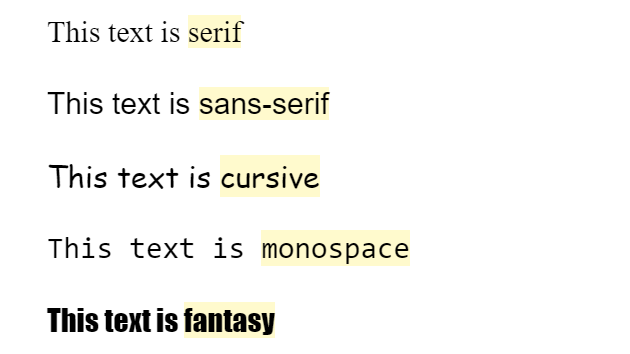 This text is serif
This text is sans-serif
This text is cursive
This text is monospace
This text is fantasy